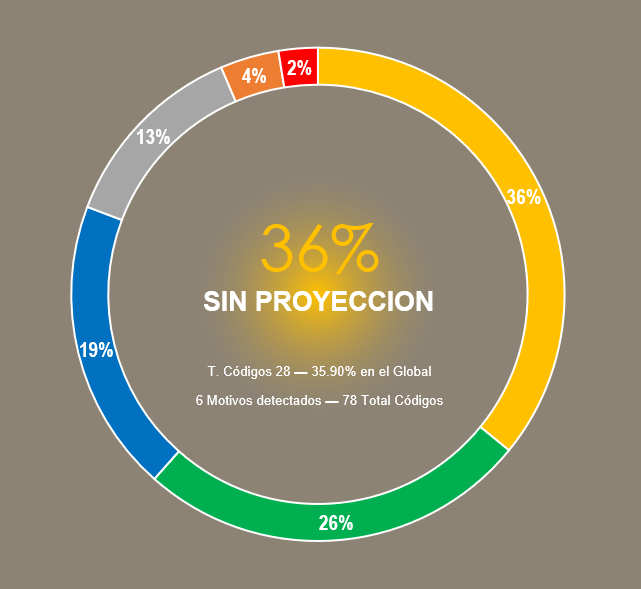 2%
4%
13%
36%
36%
SIN PROYECCION
19%
T. Códigos 28 — 35.90% en el Global
6 Motivos detectados — 78 Total Códigos
26%